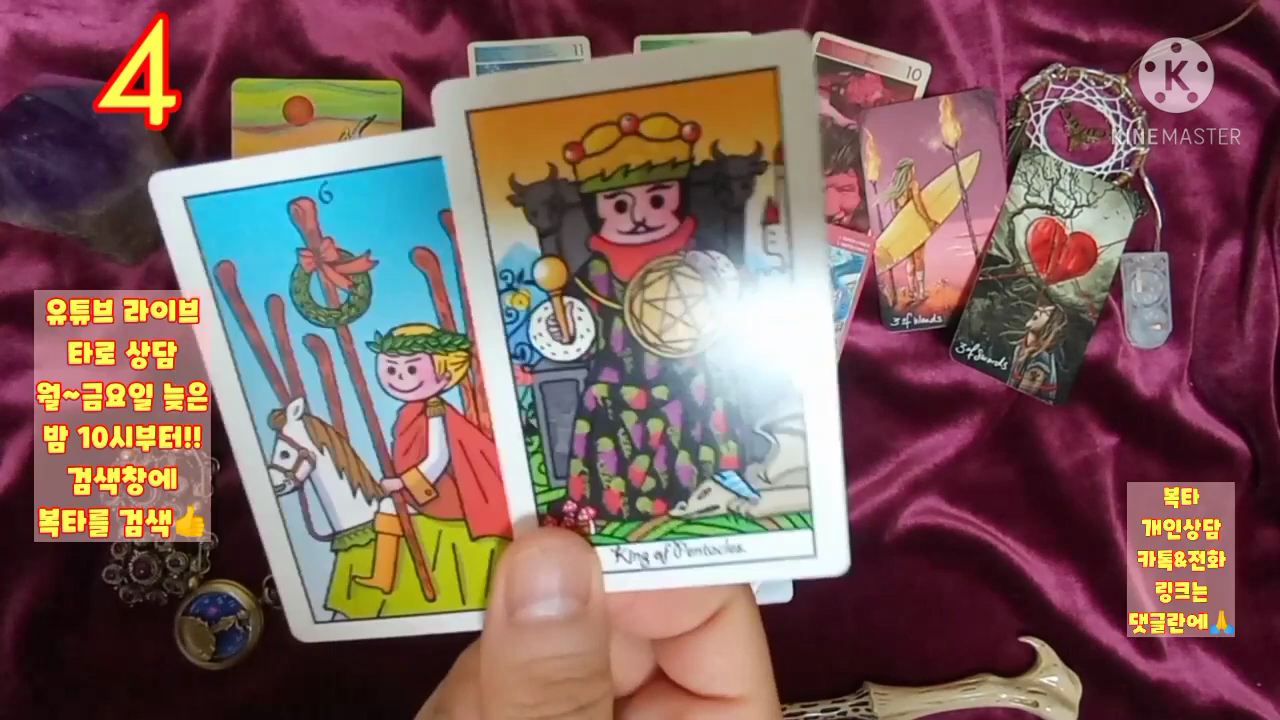 4
11
10
KINEMASTER
6
유튜브 라이브
타로 상담
월~금요일 늦은
밤 10시부터!!
검색창에
복타를 검색👍
3 of Wands
3 of Swords
King of Pentacles.
복타
개인상담
카톡&전화
링크는
댓글란에🙏